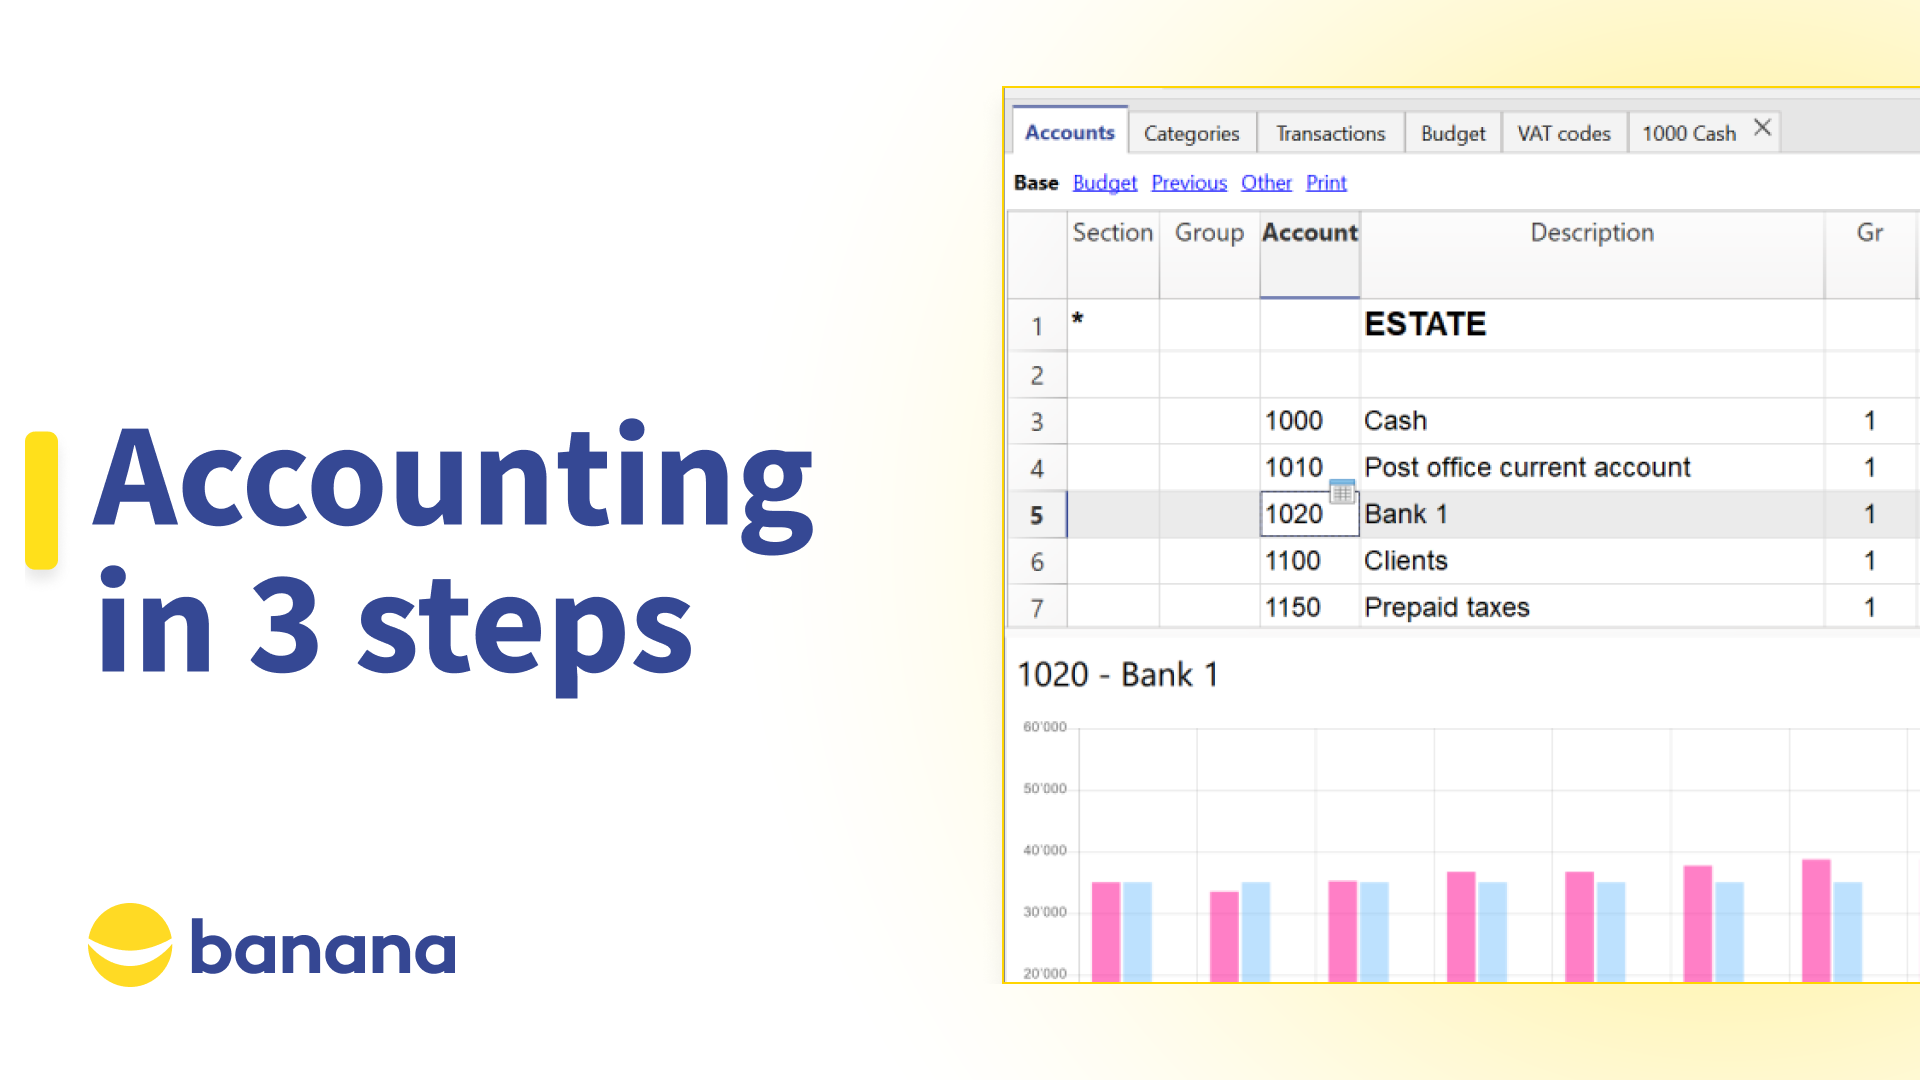 Accounting
in 3 steps
banana
Accounts Categories Transactions Budget VAT codes 1000 Cash
Base Budget Previous Other Print
Section Group Account Description Gr
1 * ESTATE
2
3 1000 Cash 1
4 1010 Post office current account 1
5 1020 Bank 1 1
6 1100 Clients 1
7 1150 Prepaid taxes 1
1020 - Bank 1
60'000
50'000
40'000
30'000
20'000